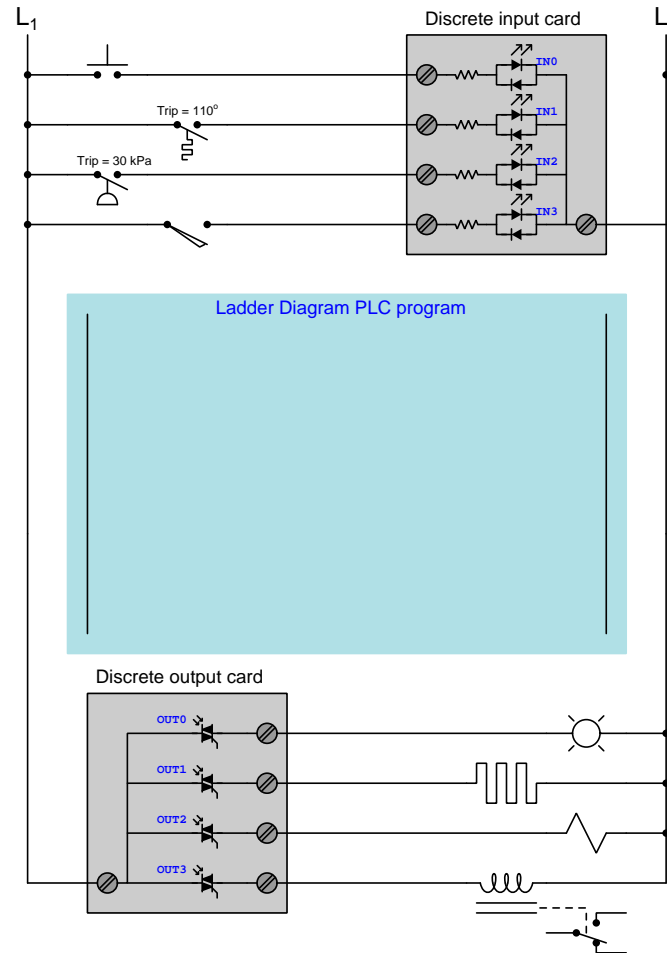 L1
Discrete input card
L
IN0
Trip = 110o
IN1
Trip = 30 kPa
IN2
IN3
Ladder Diagram PLC program
Discrete output card
OUT0
OUT1
OUT2
OUT3